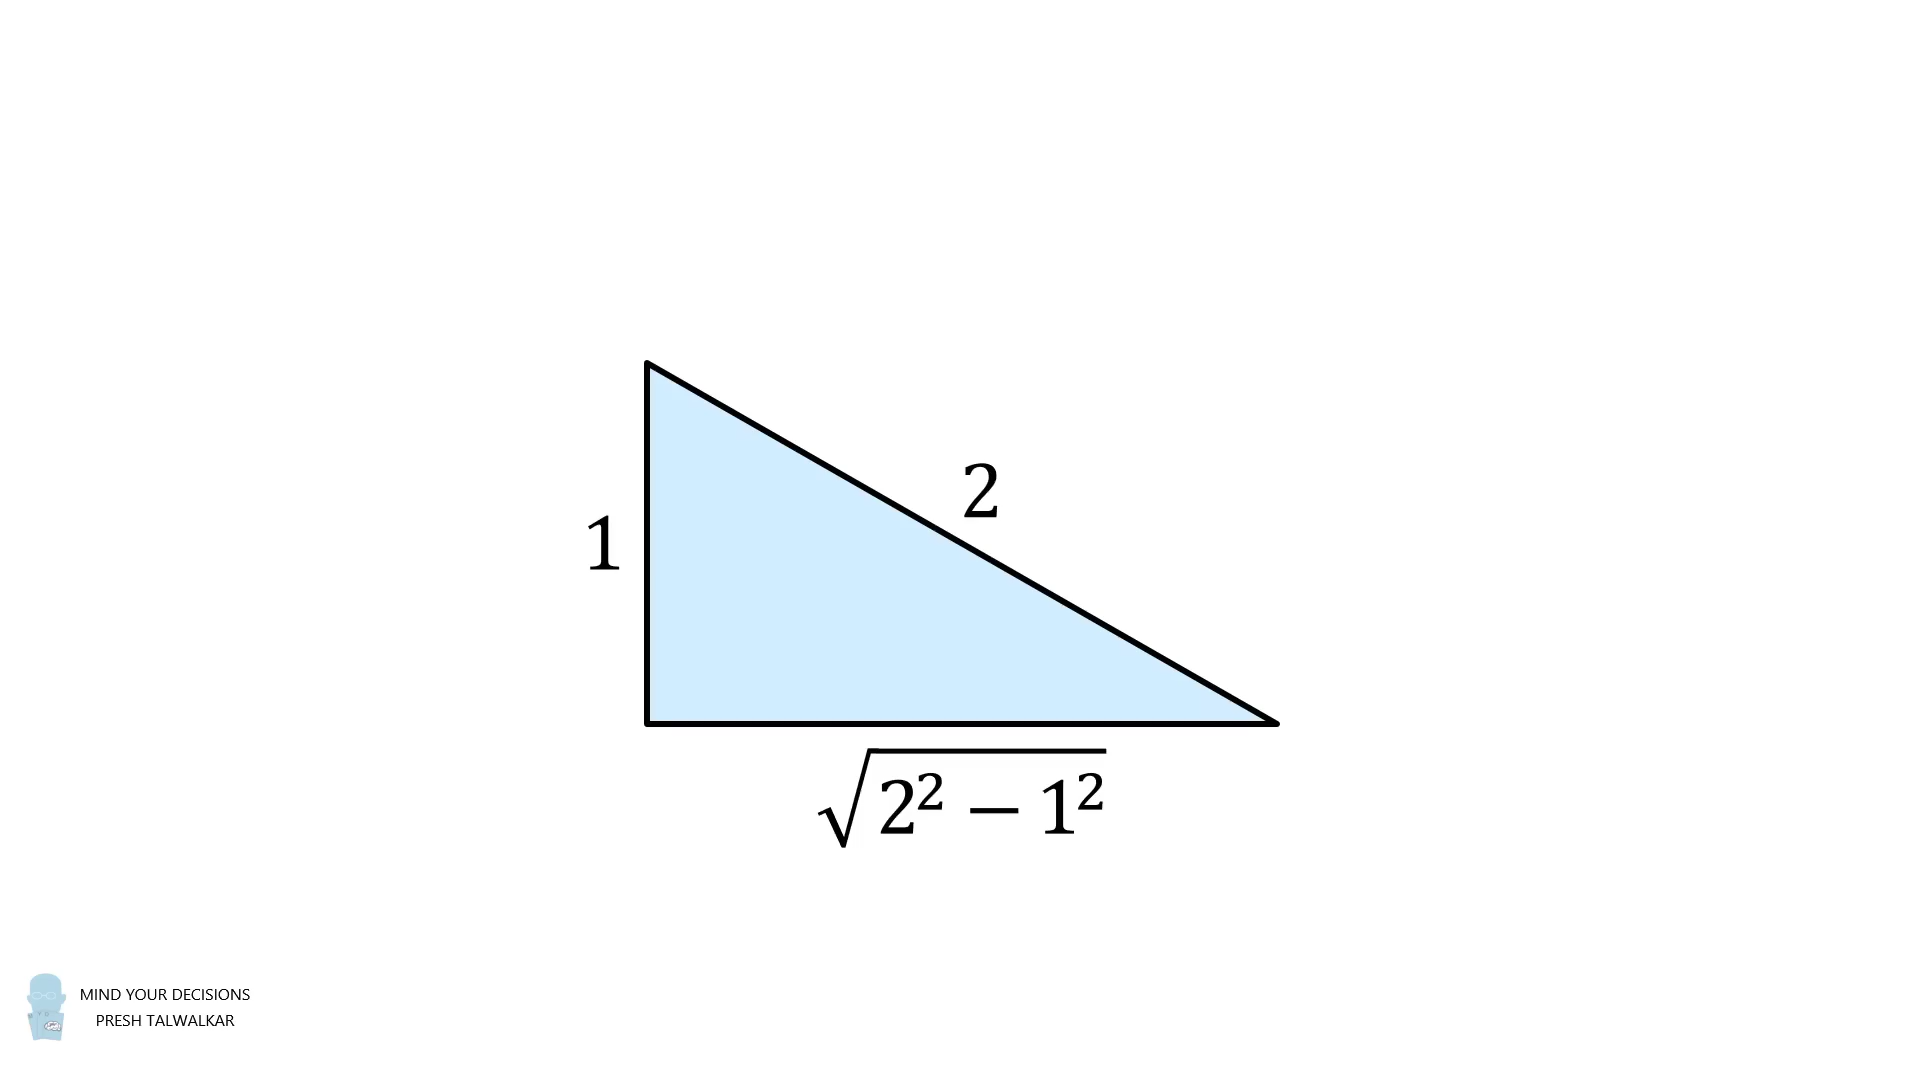 2
1
√(2² − 1²)
MIND YOUR DECISIONS
PRESH TALWALKAR